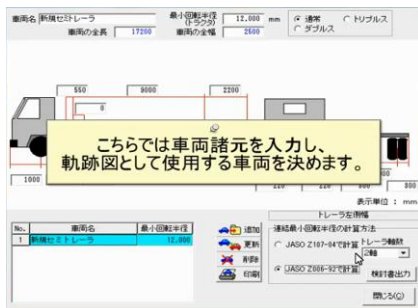 車両名 新規セミトレーラ 最小回転半径 (トラクタ) 12.000 mm 通常 トリプルス
車両の全長 17200 車両の全幅 2500 ダブルス
550 9000 2200
0
こちらでは車両諸元を入力し、
軌跡図として使用する車両を決めます。
1000
表示単位 : mm
トレーラ左側幅
No. 車両名 最小回転半径
1 新規セミトレーラ 12.000
追加
更新
削除
印刷
連結最小回転半径の計算方法
JASO Z107-04で計算 トレーラ軸数
2軸
JASO Z006-92で計算 検討書出力
閉じる(C)